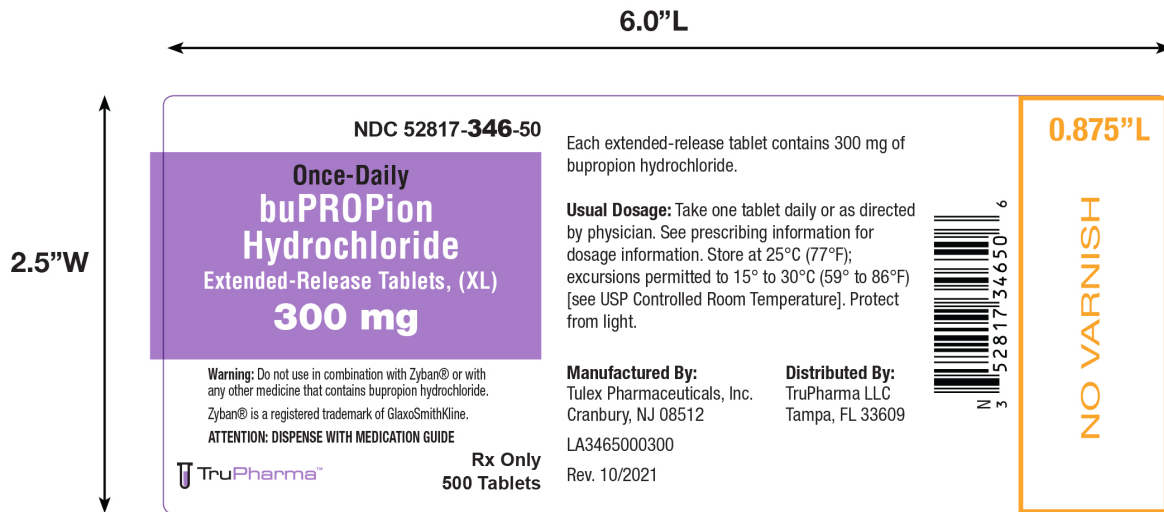 6.0”L
2.5”W
NDC 52817-346-50
Once-Daily
buPROPion
Hydrochloride
Extended-Release Tablets, (XL)
300 mg
Warning: Do not use in combination with Zyban® or with
any other medicine that contains bupropion hydrochloride.
Zyban® is a registered trademark of GlaxoSmithKline.
ATTENTION: DISPENSE WITH MEDICATION GUIDE
TruPharma™
Rx Only
500 Tablets
Each extended-release tablet contains 300 mg of
bupropion hydrochloride.
Usual Dosage: Take one tablet daily or as directed
by physician. See prescribing information for
dosage information. Store at 25°C (77°F);
excursions permitted to 15° to 30°C (59° to 86°F)
[see USP Controlled Room Temperature]. Protect
from light.
Manufactured By:
Tulex Pharmaceuticals, Inc.
Cranbury, NJ 08512
Distributed By:
TruPharma LLC
Tampa, FL 33609
LA3465000300
Rev. 10/2021
N
3 52817 34650 6
0.875”L
NO VARNISH